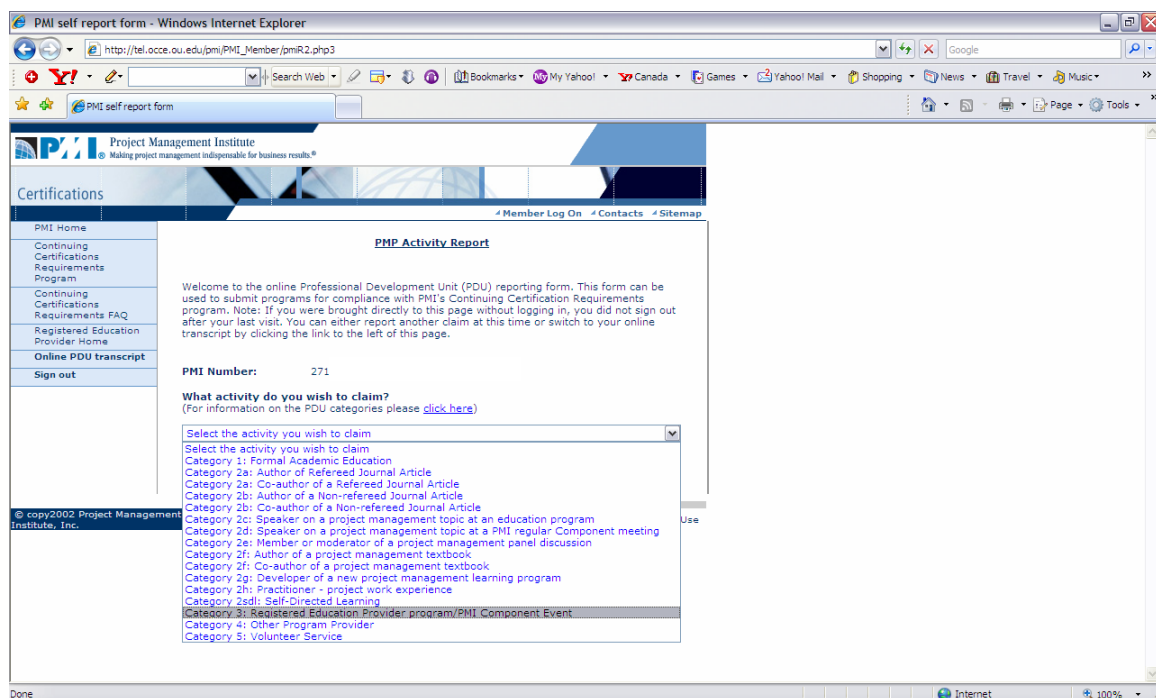 PMI self report form - Windows Internet Explorer
http://tel.occe.ou.edu/pmi/PMI_Member/pmiR2.php3
Google
Y!
Search Web
Bookmarks
My Yahoo!
Canada
Games
Yahoo! Mail
Shopping
News
Travel
Music
PMI self report form
Page
Tools
PMI
Project Management Institute
Making project management indispensable for business results.®
Certifications
Member Log On
Contacts
Sitemap
PMI Home
Continuing
Certifications
Requirements
Program
Continuing
Certifications
Requirements FAQ
Registered Education
Provider Home
Online PDU transcript
Sign out
PMP Activity Report
Welcome to the online Professional Development Unit (PDU) reporting form. This form can be
used to submit programs for compliance with PMI's Continuing Certification Requirements
program. Note: If you were brought directly to this page without logging in, you did not sign out
after your last visit. You can either report another claim at this time or switch to your online
transcript by clicking the link to the left of this page.
PMI Number: 271
What activity do you wish to claim?
(For information on the PDU categories please click here)
Select the activity you wish to claim
Select the activity you wish to claim
Category 1: Formal Academic Education
Category 2a: Author of Refereed Journal Article
Category 2a: Co-author of a Refereed Journal Article
Category 2b: Author of a Non-refereed Journal Article
Category 2b: Co-author of a Non-refereed Journal Article
Category 2c: Speaker on a project management topic at an education program
Category 2d: Speaker on a project management topic at a PMI regular Component meeting
Category 2e: Member or moderator of a project management panel discussion
Category 2f: Author of a project management textbook
Category 2f: Co-author of a project management textbook
Category 2g: Developer of a new project management learning program
Category 2h: Practitioner - project work experience
Category 2sdl: Self-Directed Learning
Category 3: Registered Education Provider program/PMI Component Event
Category 4: Other Program Provider
Category 5: Volunteer Service
© copy2002 Project Management
Institute, Inc.
Use
Done
Internet
100%